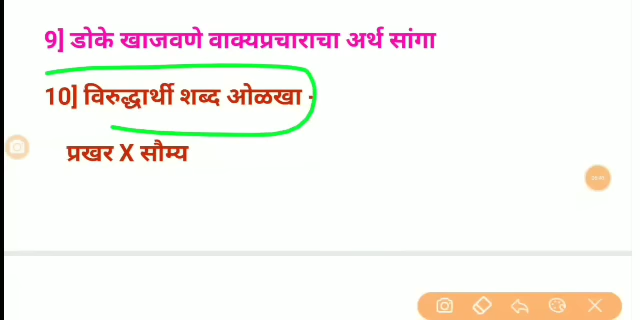 9] डोके खाजवणे वाक्यप्रचाराचा अर्थ सांगा
10] विरुद्धार्थी शब्द ओळखा -
प्रखर X सौम्य